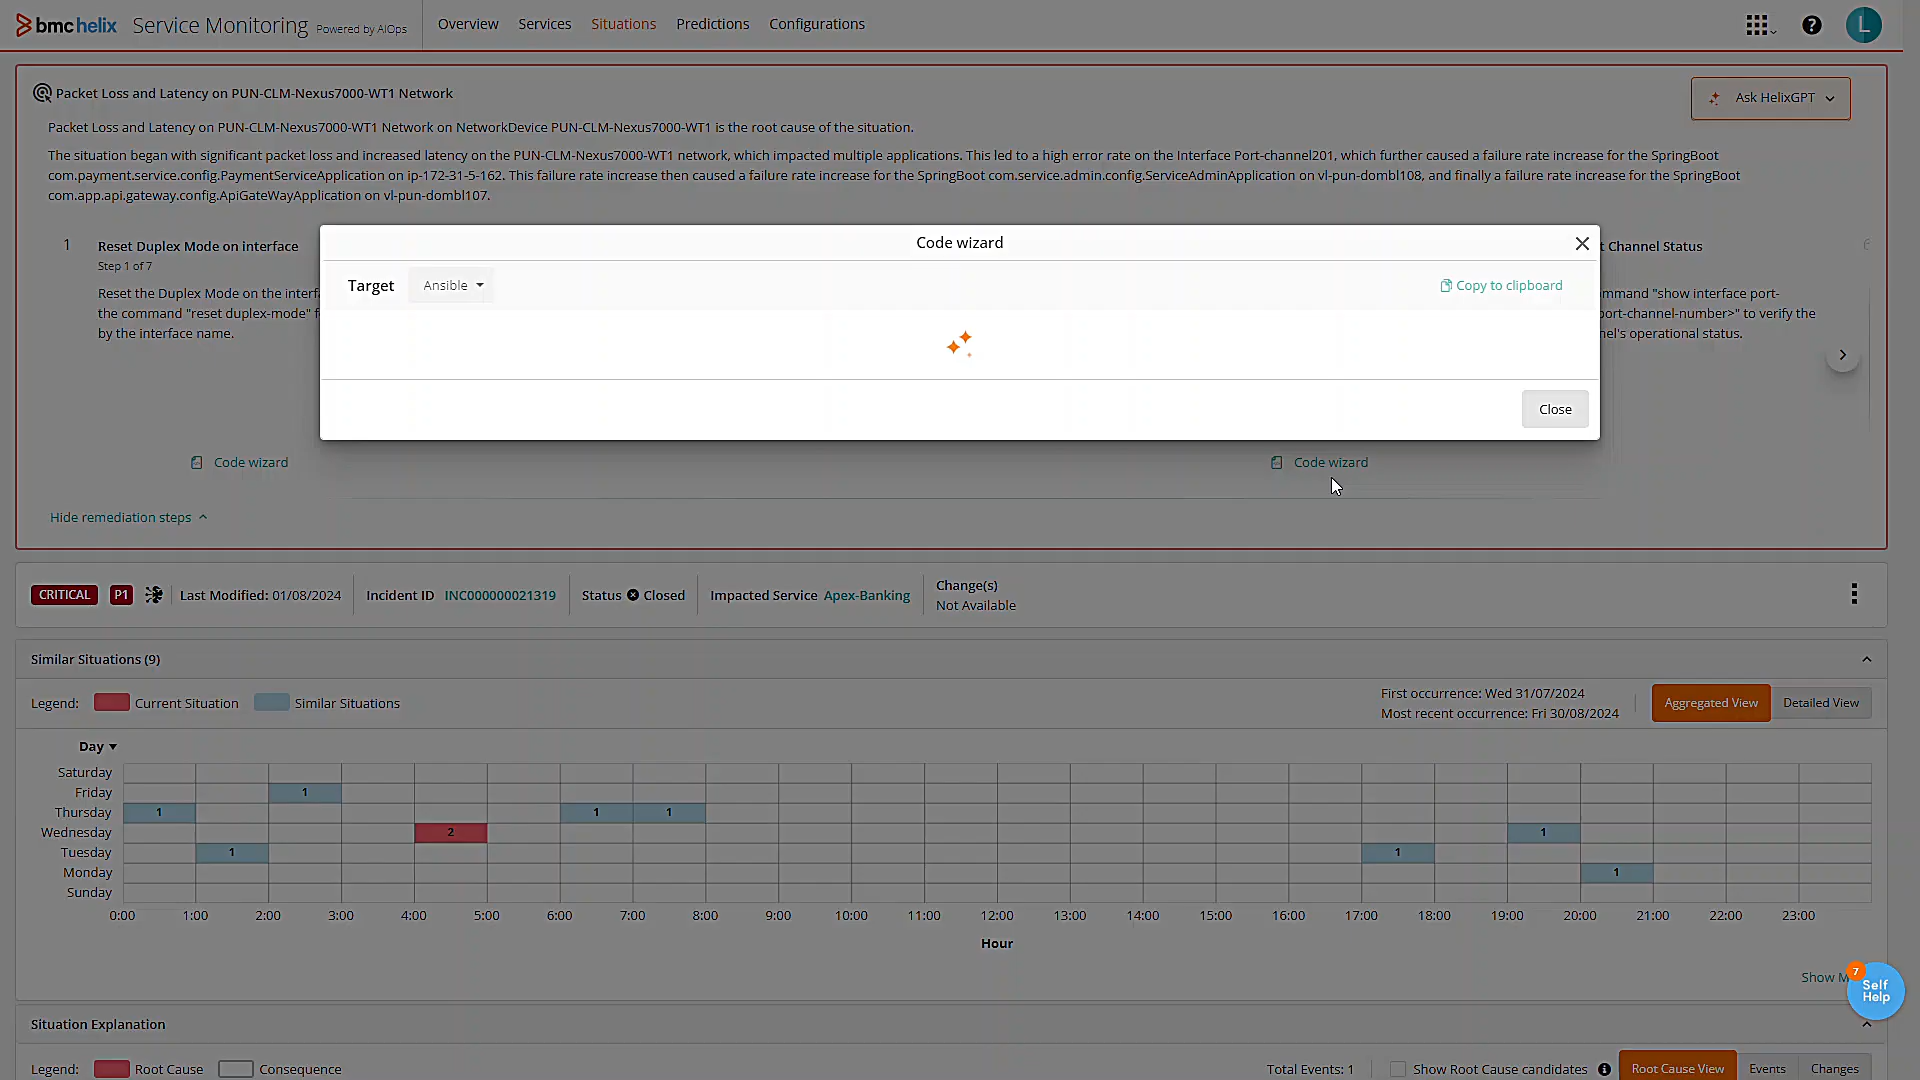 bmc helix Service Monitoring Powered by AIOps Overview Services Situations Predictions Configurations L
Packet Loss and Latency on PUN-CLM-Nexus7000-WT1 Network
Ask HelixGPT
Packet Loss and Latency on PUN-CLM-Nexus7000-WT1 Network on NetworkDevice PUN-CLM-Nexus7000-WT1 is the root cause of the situation.
The situation began with significant packet loss and increased latency on the PUN-CLM-Nexus7000-WT1 network, which impacted multiple applications. This led to a high error rate on the Interface Port-channel201, which further caused a failure rate increase for the SpringBoot
com.payment.service.config.PaymentServiceApplication on ip-172-31-5-162. This failure rate increase then caused a failure rate increase for the SpringBoot com.service.admin.config.ServiceAdminApplication on vl-pun-dombl108, and finally a failure rate increase for the SpringBoot
com.app.api.gateway.config.ApiGateWayApplication on vl-pun-dombl107.
1 Reset Duplex Mode on interface
Step 1 of 7
Reset the Duplex Mode on the interf
the command "reset duplex-mode" f
by the interface name.
Code wizard
Code wizard
Target Ansible
Copy to clipboard
Close
t Channel Status
mmand "show interface port-
port-channel-number>" to verify the
nel's operational status.
Code wizard
Hide remediation steps
CRITICAL P1 Last Modified: 01/08/2024 Incident ID INC000000021319 Status Closed Impacted Service Apex-Banking Change(s)
Not Available
Similar Situations (9)
Legend: Current Situation Similar Situations
First occurrence: Wed 31/07/2024
Most recent occurrence: Fri 30/08/2024
Aggregated View Detailed View
Day
Saturday
Friday 1
Thursday 1 1 1
Wednesday 2 1
Tuesday 1 1
Monday 1
Sunday
0:00 1:00 2:00 3:00 4:00 5:00 6:00 7:00 8:00 9:00 10:00 11:00 12:00 13:00 14:00 15:00 16:00 17:00 18:00 19:00 20:00 21:00 22:00 23:00
Hour
Show M
7
Self
Help
Situation Explanation
Legend: Root Cause Consequence Total Events: 1 Show Root Cause candidates Root Cause View Events Changes